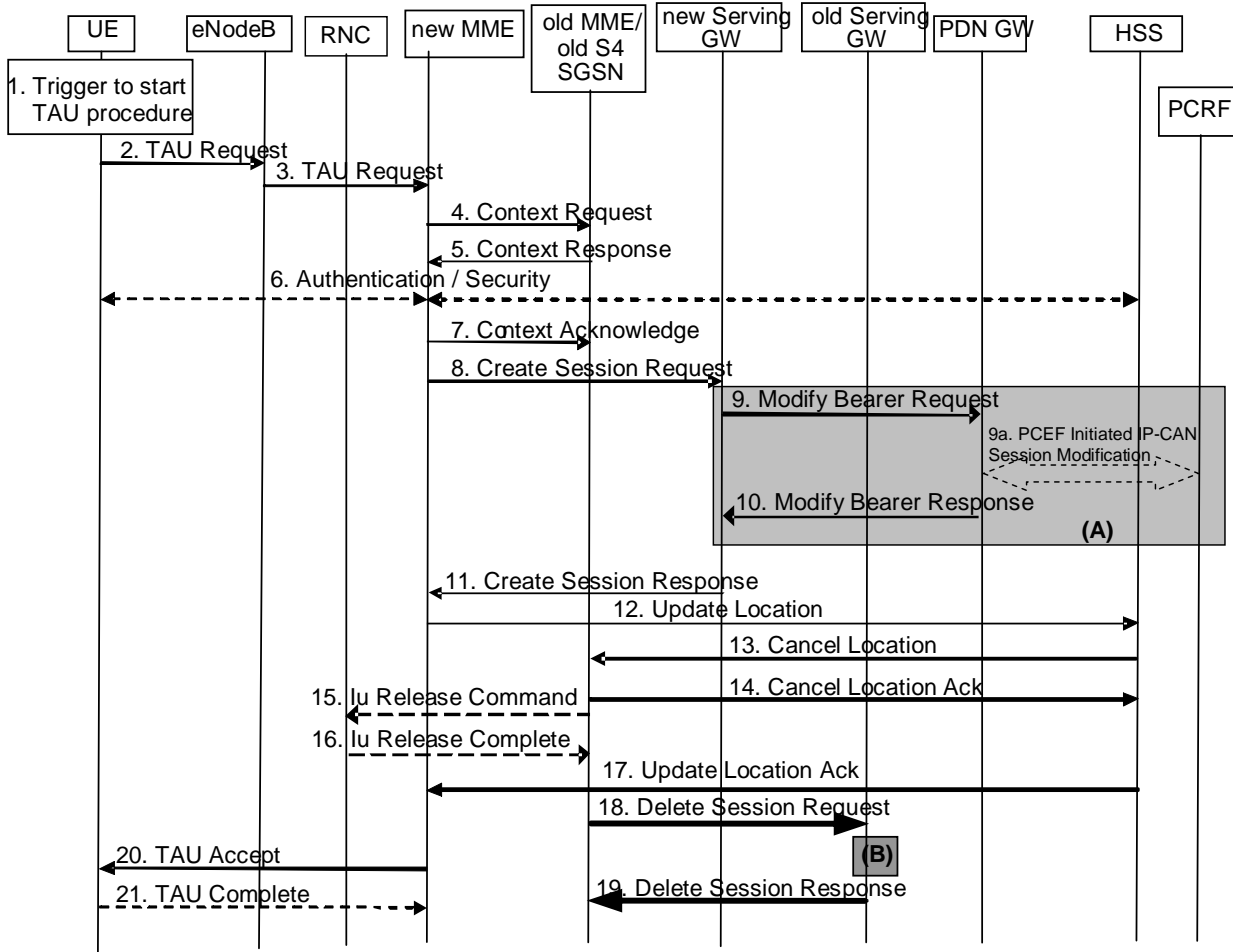 UE
eNodeB
RNC
new MME
old MME/
old S4
SGSN
new Serving
GW
old Serving
GW
PDN GW
HSS
PCRF
1. Trigger to start
TAU procedure
2. TAU Request
3. TAU Request
4. Context Request
5. Context Response
6. Authentication / Security
7. Context Acknowledge
8. Create Session Request
9. Modify Bearer Request
9a. PCEF Initiated IP-CAN
Session Modification
10. Modify Bearer Response
(A)
11. Create Session Response
12. Update Location
13. Cancel Location
14. Cancel Location Ack
15. Iu Release Command
16. Iu Release Complete
17. Update Location Ack
18. Delete Session Request
(B)
19. Delete Session Response
20. TAU Accept
21. TAU Complete